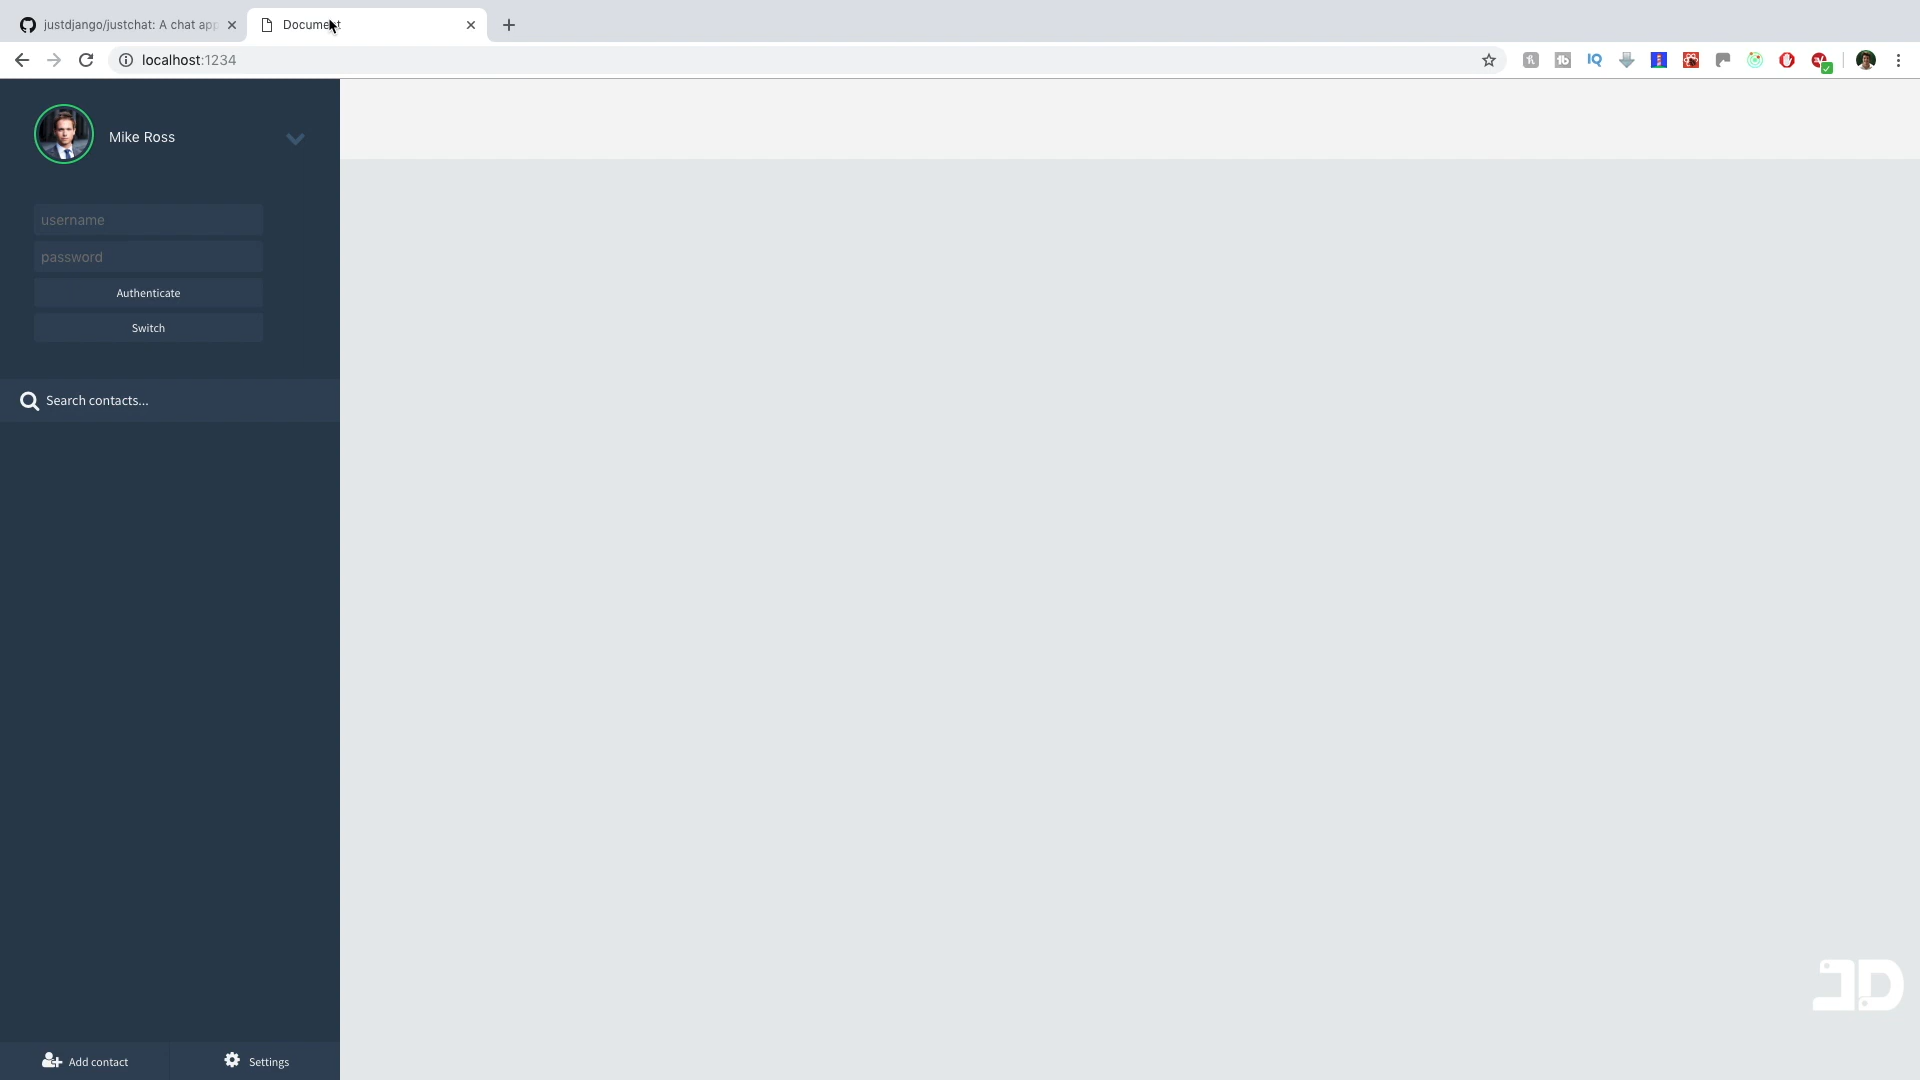 justdjango/justchat: A chat app
Document
localhost:1234
Mike Ross
username
password
Authenticate
Switch
Search contacts...
Add contact
Settings